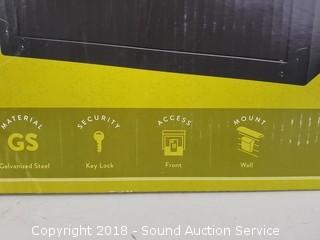 MATERIAL SECURITY ACCESS MOUNT
GS
Galvanized Steel Key Lock Front Wall
Copyright 2018 - Sound Auction Service